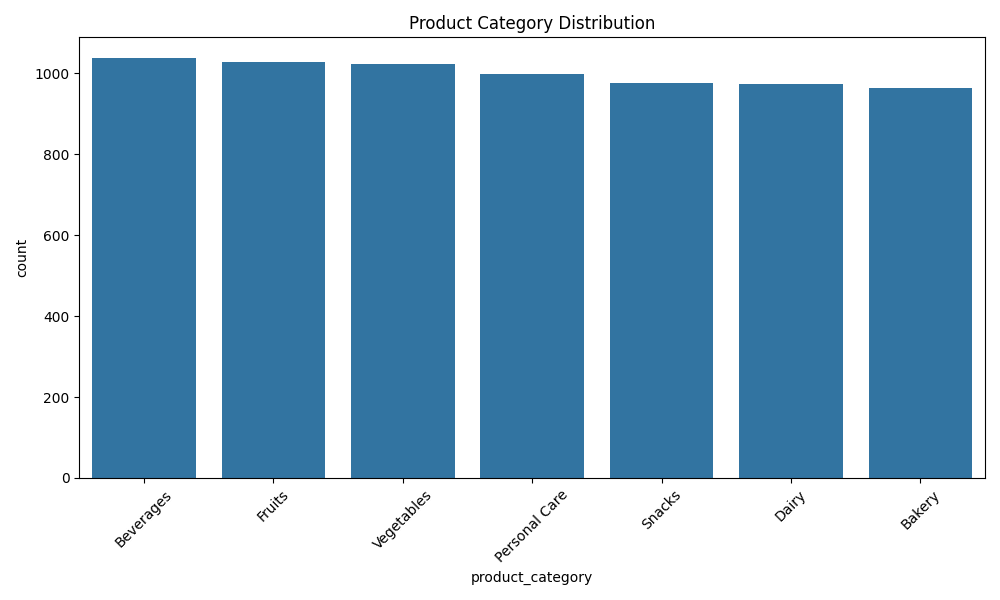 Product Category Distribution
1000
800
600
400
200
0
count
Beverages
Fruits
Vegetables
Personal Care
Snacks
Dairy
Bakery
product_category